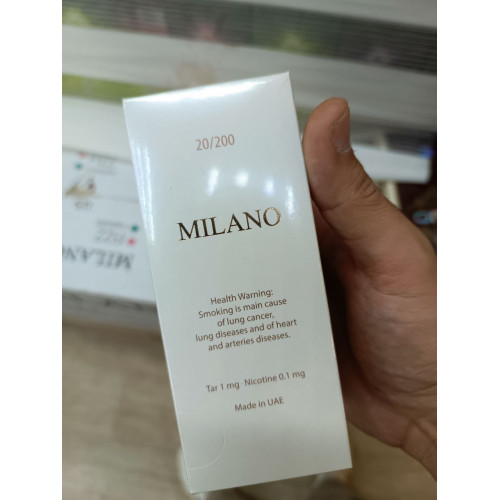 20/200
MILANO
Health Warning:
Smoking is main cause
of lung cancer,
lung diseases and of heart
and arteries diseases.
Tar 1 mg Nicotine 0.1 mg
Made in UAE
MILANO